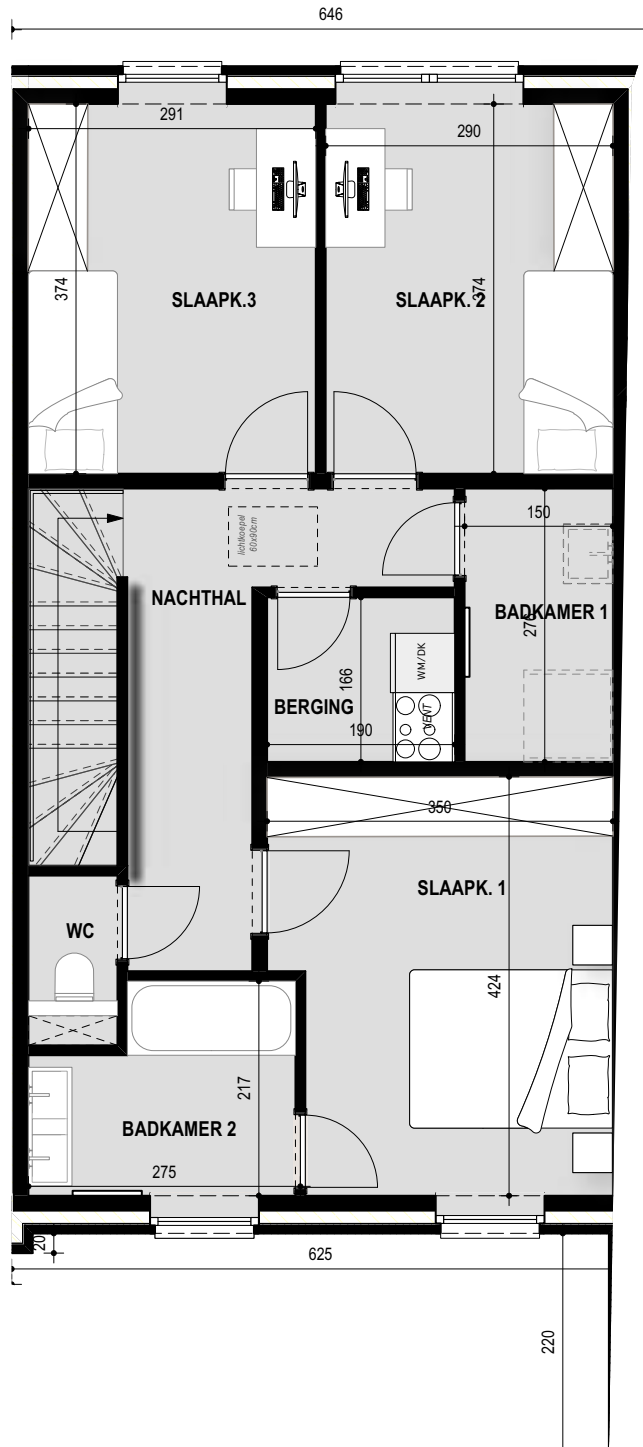 646
291
290
374
374
SLAAPK.3
SLAAPK. 2
lichtkoepel
60x90cm
150
NACHTHAL
BADKAMER 1
276
166
WM/DK
BERGING
VENT
190
350
SLAAPK. 1
WC
424
217
BADKAMER 2
275
20
625
220